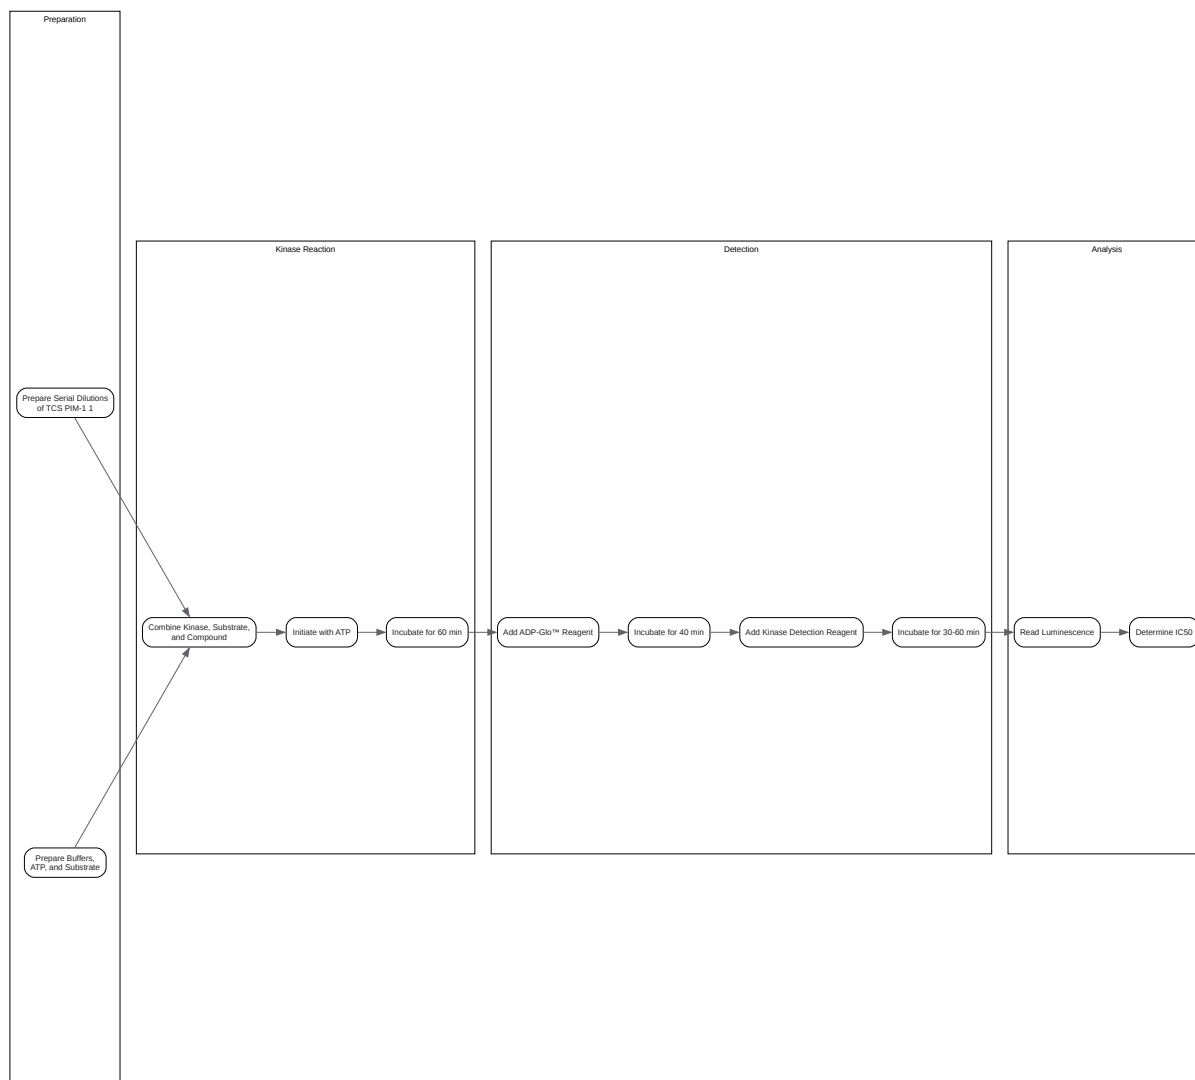 Preparation
Prepare Serial Dilutions
of TCS PIM-1 1
Prepare Buffers,
ATP, and Substrate
Kinase Reaction
Combine Kinase, Substrate,
and Compound
Initiate with ATP
Incubate for 60 min
Detection
Add ADP-Glo™ Reagent
Incubate for 40 min
Add Kinase Detection Reagent
Incubate for 30-60 min
Analysis
Read Luminescence
Determine IC50